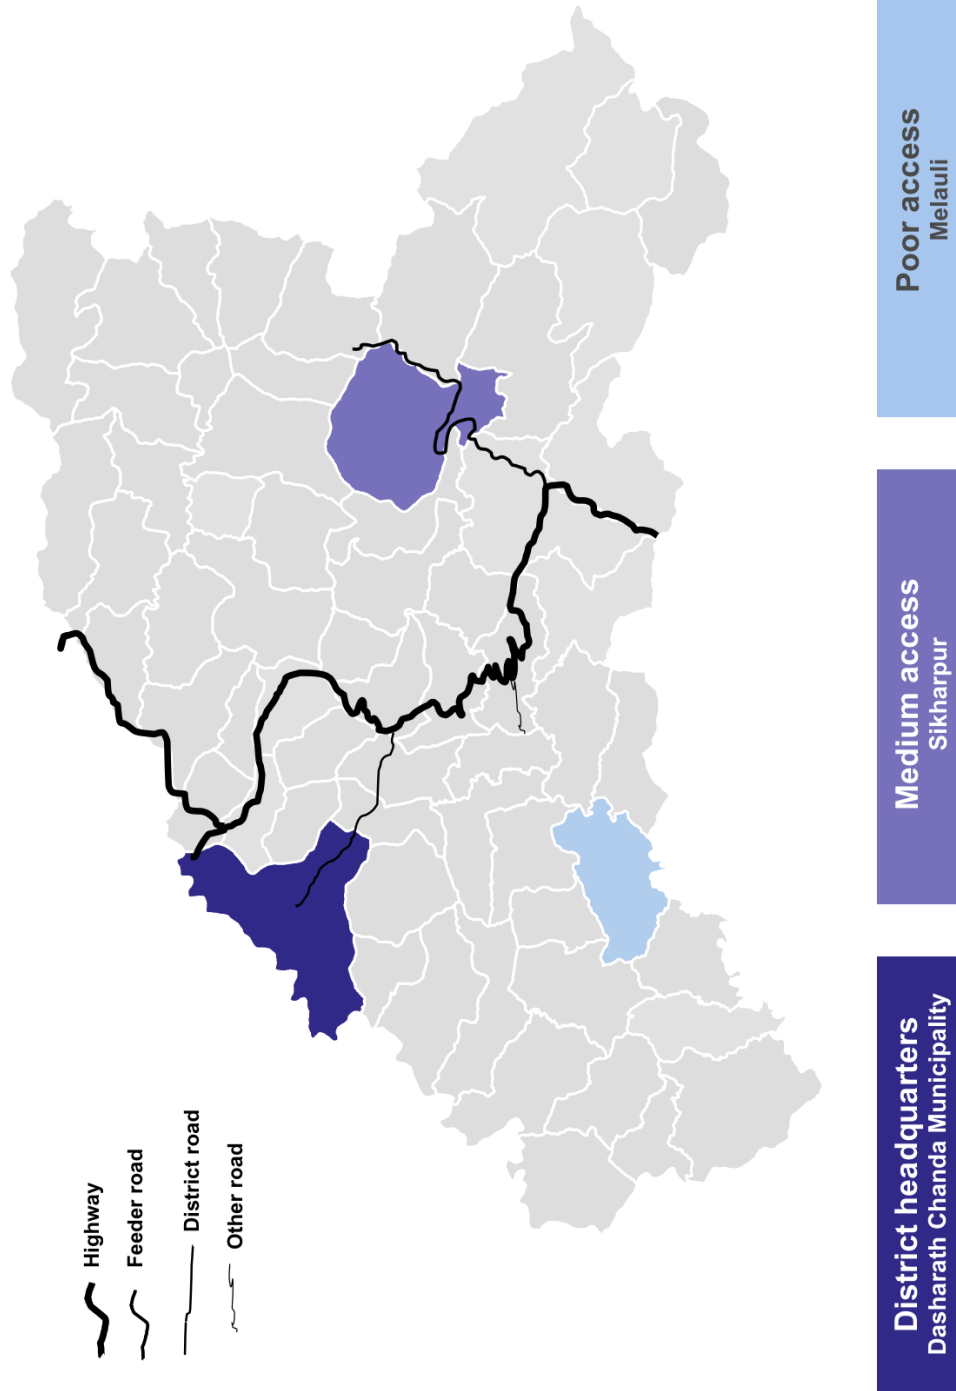 Highway
Feeder road
District road
Other road
District headquarters
Dasharath Chanda Municipality
Medium access
Sikharpur
Poor access
Melauli